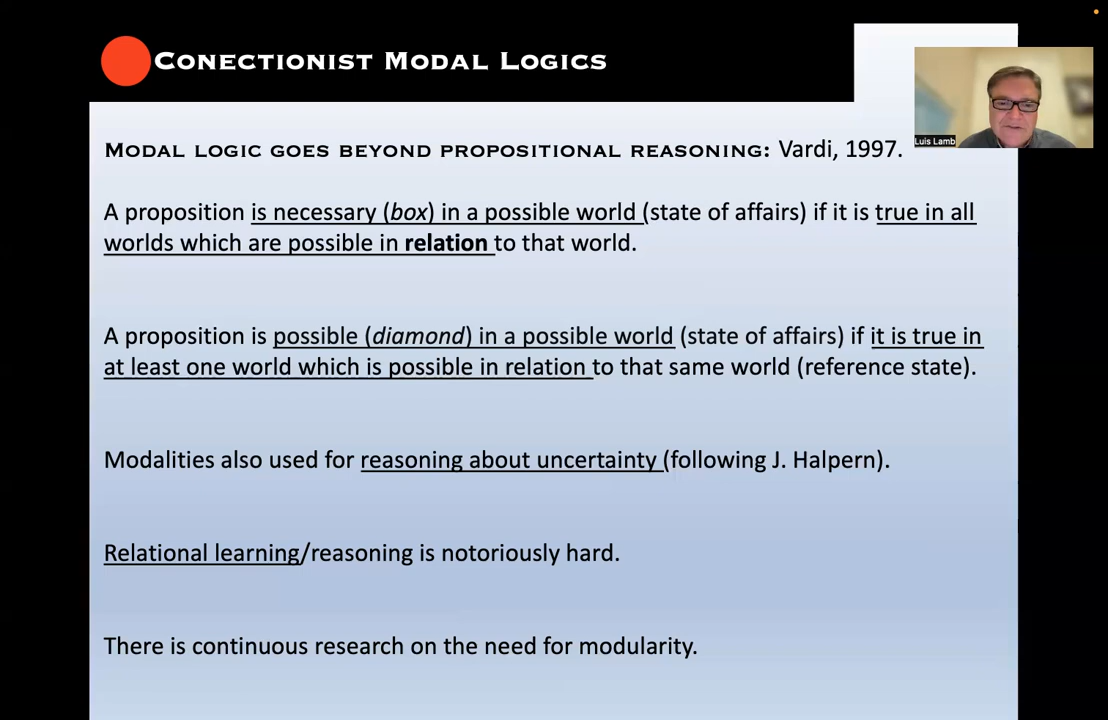 CONECTIONIST MODAL LOGICS
Luis Lamb
MODAL LOGIC GOES BEYOND PROPOSITIONAL REASONING: Vardi, 1997.
A proposition is necessary (box) in a possible world (state of affairs) if it is true in all
worlds which are possible in relation to that world.
A proposition is possible (diamond) in a possible world (state of affairs) if it is true in
at least one world which is possible in relation to that same world (reference state).
Modalities also used for reasoning about uncertainty (following J. Halpern).
Relational learning/reasoning is notoriously hard.
There is continuous research on the need for modularity.